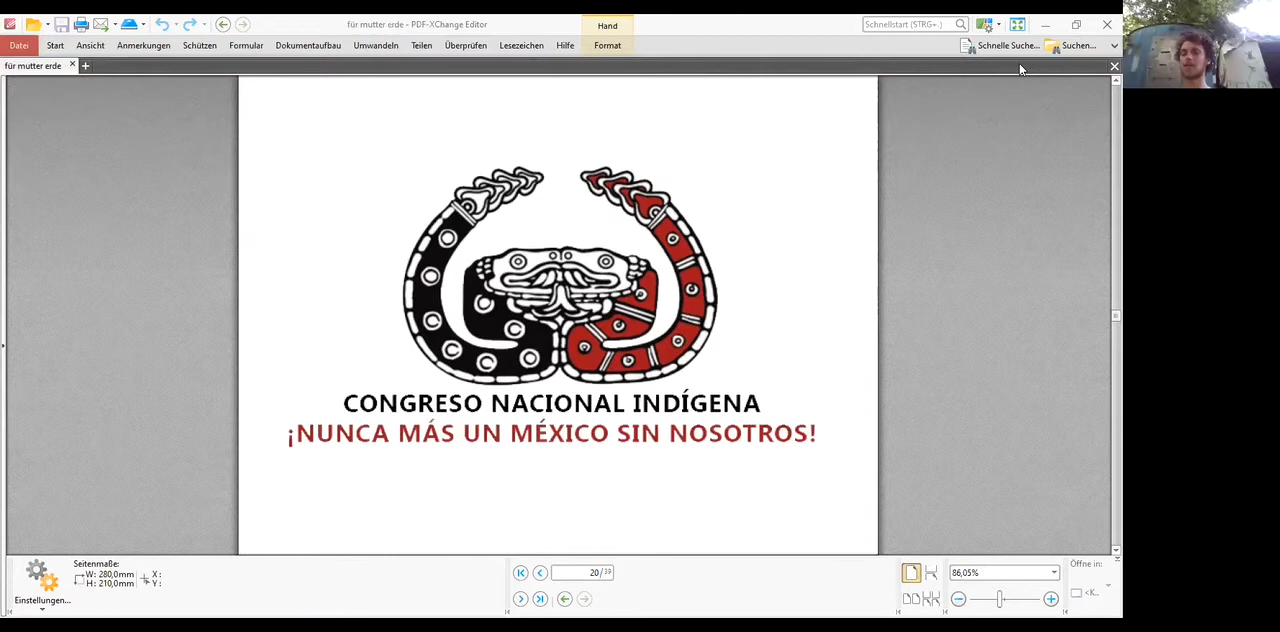 für mutter erde - PDF-XChange Editor
Hand
Schnellstart (STRG+.)
Datei Start Ansicht Anmerkungen Schützen Formular Dokumentaufbau Umwandeln Teilen Überprüfen Lesezeichen Hilfe Format
Schnelle Suche... Suchen...
für mutter erde
CONGRESO NACIONAL INDÍGENA
¡NUNCA MÁS UN MÉXICO SIN NOSOTROS!
Seitenmaße:
W: 280,0mm X:
H: 210,0mm Y:
Einstellungen...
20/39
86,05%
Öffne in:
<K...